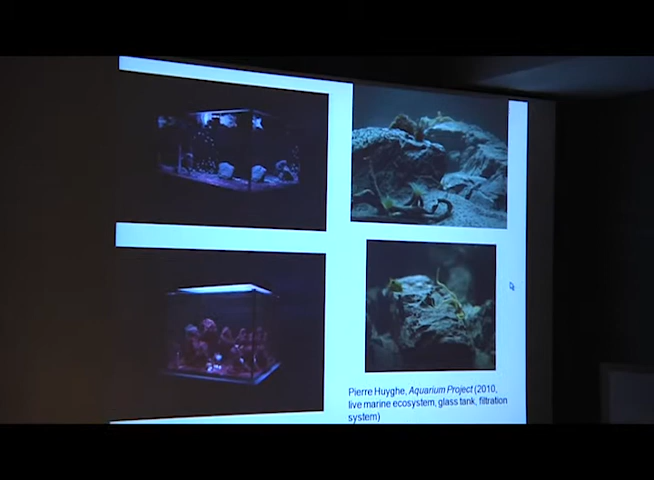 Pierre Huyghe, Aquarium Project (2010,
live marine ecosystem, glass tank, filtration
system)